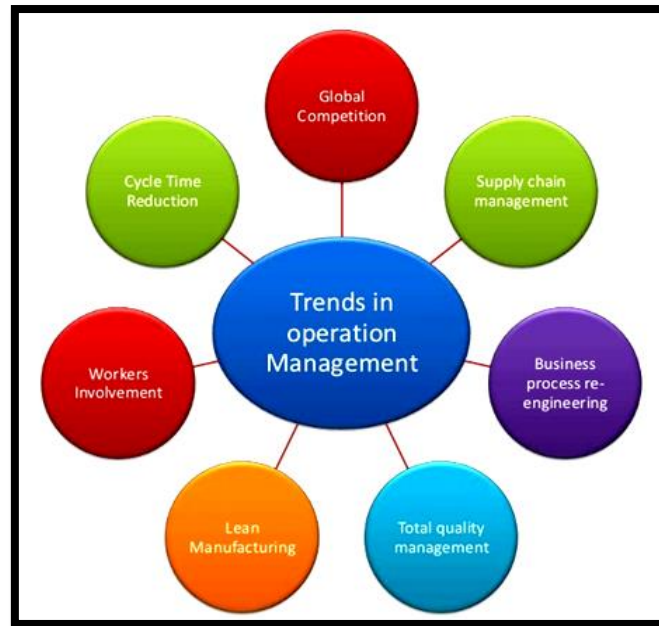 Global
Competition
Cycle Time
Reduction
Supply chain
management
Trends in
operation
Management
Workers
Involvement
Business
process re-
engineering
Lean
Manufacturing
Total quality
management